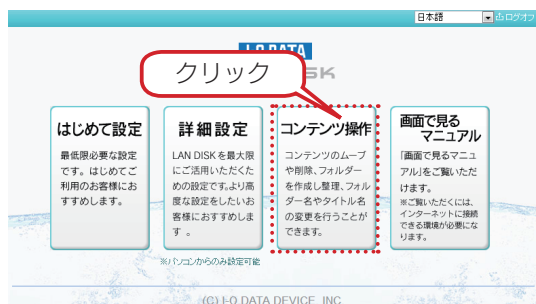 日本語
ログオフ
I-O DATA
クリック
SK
はじめて設定
最低限必要な設定
です。はじめてご
利用のお客様にお
すすめします。
詳細設定
LAN DISKを最大限
にご活用いただくた
めの設定です。より高
度な設定をしたいお
客様におすすめしま
す 。
コンテンツ操作
コンテンツのムーブ
や削除、フォルダー
を作成し整理、フォル
ダー名やタイトル名
の変更を行うことが
できます。
画面で見る
マニュアル
「画面で見るマニュ
アル」をご覧いただ
けます。
※ご覧いただくには、
インターネットに接続
できる環境が必要にな
ります。
※パソコンからのみ設定可能
(C) I-O DATA DEVICE, INC